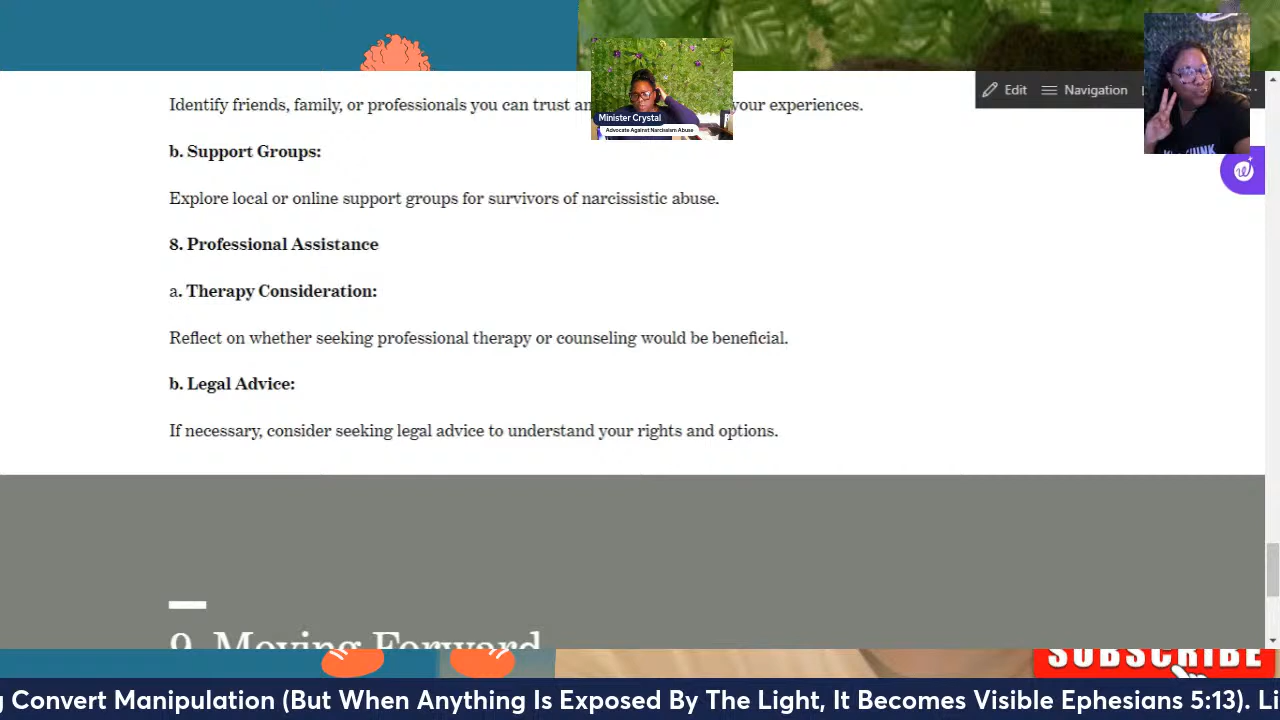 Identify friends, family, or professionals you can trust an your experiences.
Edit
Navigation
Minister Crystal
Advocate Against Narcissism Abuse
b. Support Groups:
Explore local or online support groups for survivors of narcissistic abuse.
8. Professional Assistance
a. Therapy Consideration:
Reflect on whether seeking professional therapy or counseling would be beneficial.
b. Legal Advice:
If necessary, consider seeking legal advice to understand your rights and options.
9. Moving Forward
SUBSCRIBE
g Convert Manipulation (But When Anything Is Exposed By The Light, It Becomes Visible Ephesians 5:13). Li